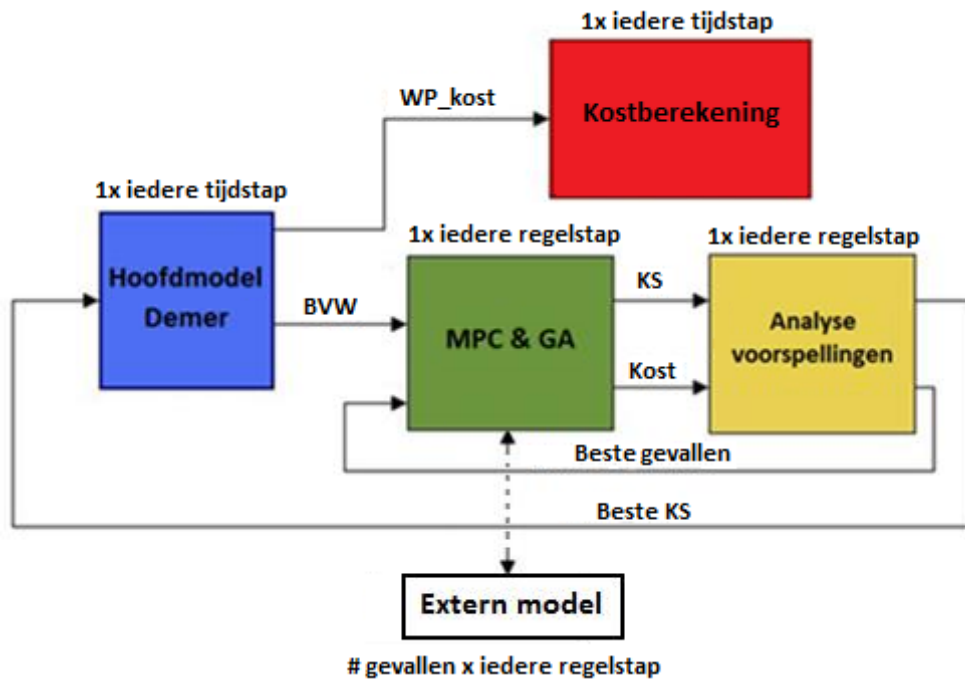 1x iedere tijdstap
WP_kost
Kostberekening
1x iedere tijdstap
Hoofdmodel
Demer
BVW
1x iedere regelstap
MPC & GA
KS
Kost
1x iedere regelstap
Analyse
voorspellingen
Beste gevallen
Beste KS
Extern model
# gevallen x iedere regelstap